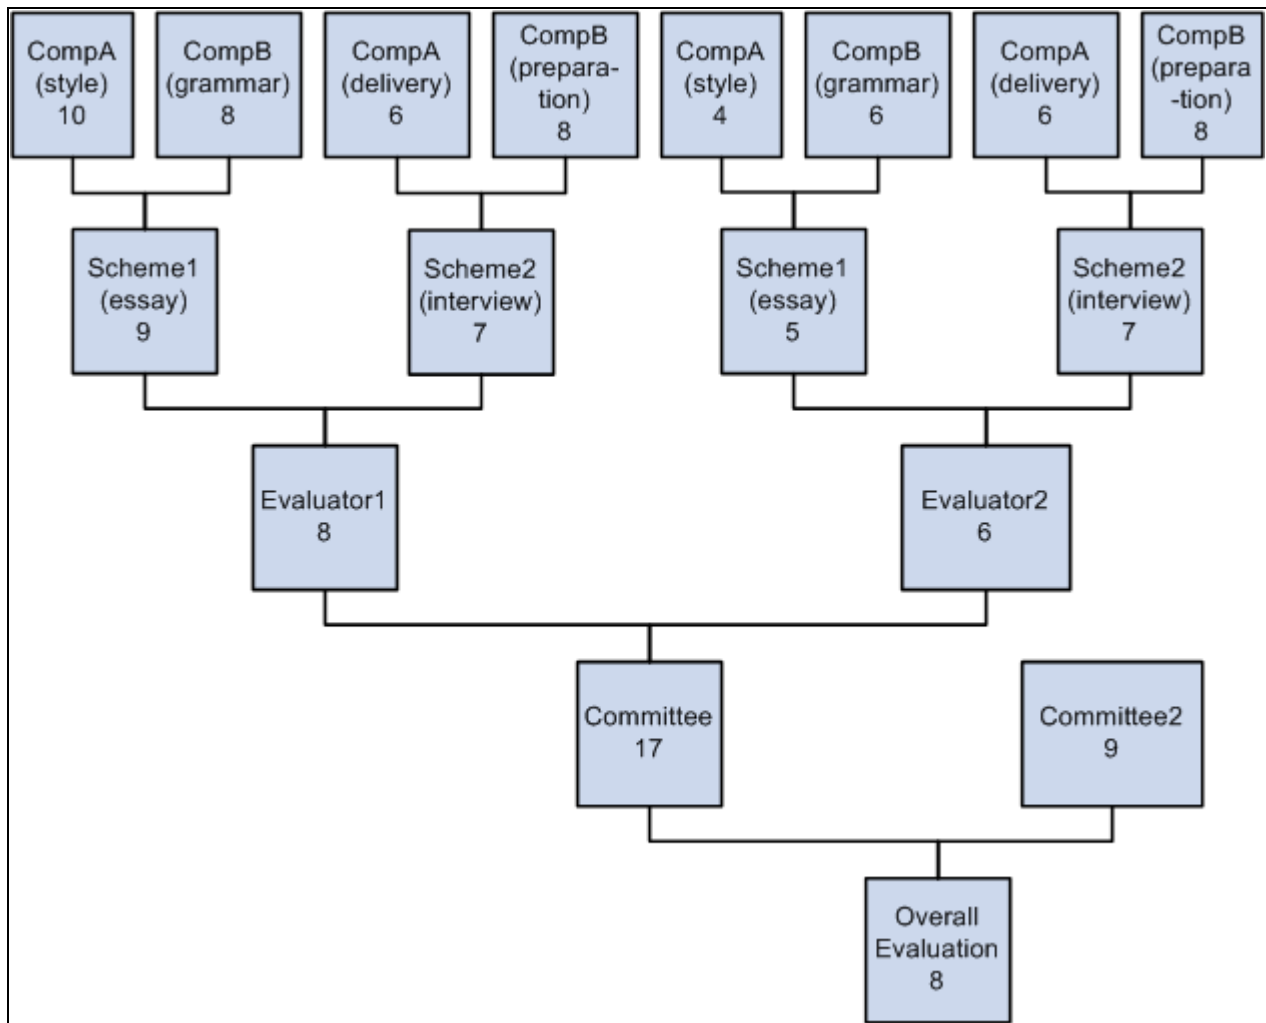 CompA
(style)
10
CompB
(grammar)
8
CompA
(delivery)
6
CompB
(prepara-
tion)
8
CompA
(style)
4
CompB
(grammar)
6
CompA
(delivery)
6
CompB
(prepara
-tion)
8
Scheme1
(essay)
9
Scheme2
(interview)
7
Scheme1
(essay)
5
Scheme2
(interview)
7
Evaluator1
8
Evaluator2
6
Committee
17
Committee2
9
Overall
Evaluation
8